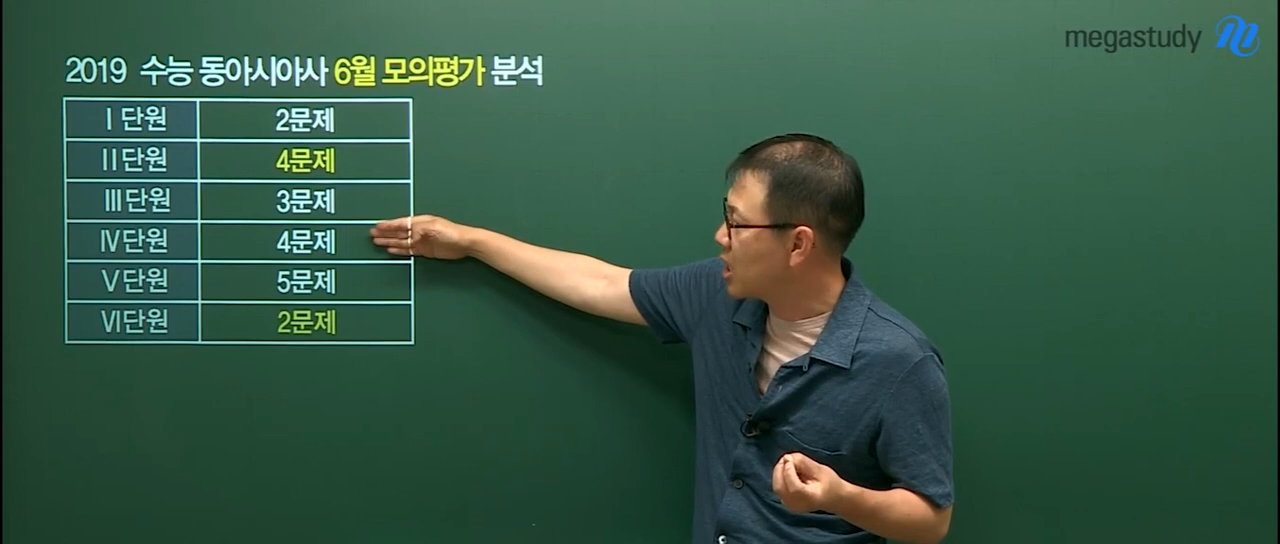 megastudy
2019 수능 동아시아사 6월 모의평가 분석
Ⅰ단원 2문제
Ⅱ단원 4문제
Ⅲ단원 3문제
Ⅳ단원 4문제
Ⅴ단원 5문제
Ⅵ단원 2문제